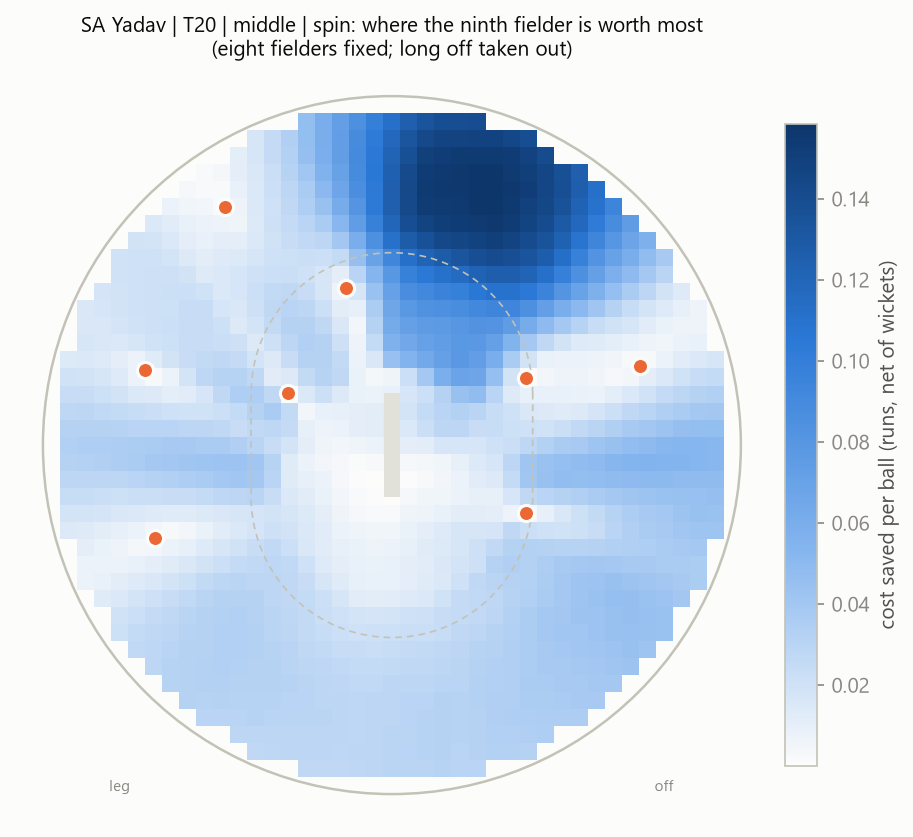 SA Yadav | T20 | middle | spin: where the ninth fielder is worth most
(eight fielders fixed; long off taken out)
0.14
0.12
0.10
0.08
0.06
0.04
0.02
cost saved per ball (runs, net of wickets)
leg
off